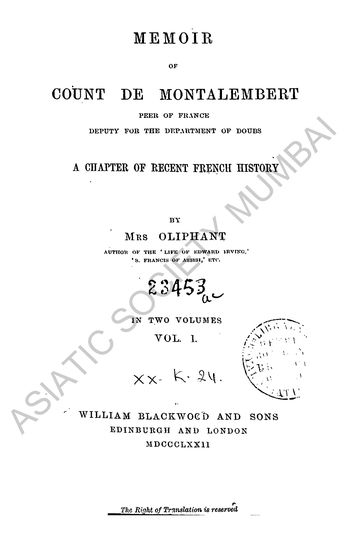 MEMOIR
OF
COUNT DE MONTALEMBERT
PEER OF FRANCE
DEPUTY FOR THE DEPARTMENT OF DOUBS
A CHAPTER OF RECENT FRENCH HISTORY
BY
MRS OLIPHANT
AUTHOR OF THE 'LIFE OF EDWARD IRVING,'
'S. FRANCIS OF ASSISI,' ETC.
23453
a
IN TWO VOLUMES
VOL. I.
XX. K. 24.
WILLIAM BLACKWOOD AND SONS
EDINBURGH AND LONDON
MDCCCLXXII
The Right of Translation is reserved
ASIATIC SOCIETY MUMBAI